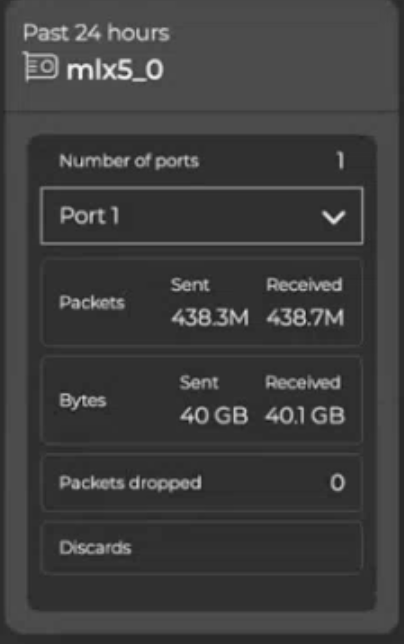 Past 24 hours
mlx5_0
Number of ports 1
Port 1
Sent Received
Packets 438.3M 438.7M
Sent Received
Bytes 40 GB 40.1 GB
Packets dropped 0
Discards